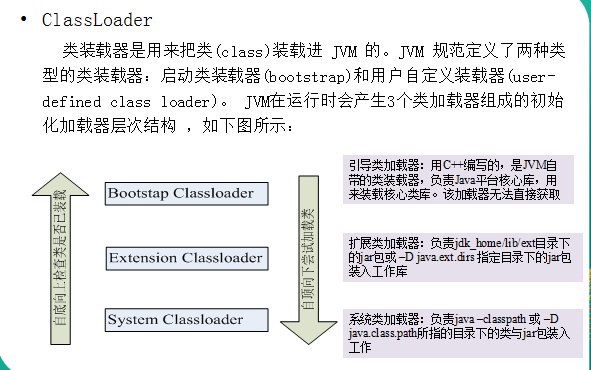 • ClassLoader
类装载器是用来把类(class)装载进 JVM 的。JVM 规范定义了两种类
型的类装载器：启动类装载器(bootstrap)和用户自定义装载器(user-
defined class loader)。 JVM在运行时会产生3个类加载器组成的初始
化加载器层次结构 ，如下图所示：
自底向上检查类是否已装载
Bootstap Classloader
Extension Classloader
System Classloader
自顶向下尝试加载类
引导类加载器：用C++编写的，是JVM自
带的类装载器，负责Java平台核心库，用
来装载核心类库。该加载器无法直接获取
扩展类加载器：负责jdk_home/lib/ext目录下
的jar包或 –D java.ext.dirs 指定目录下的jar包
装入工作库
系统类加载器：负责java –classpath 或 –D
java.class.path所指的目录下的类与jar包装入
工作